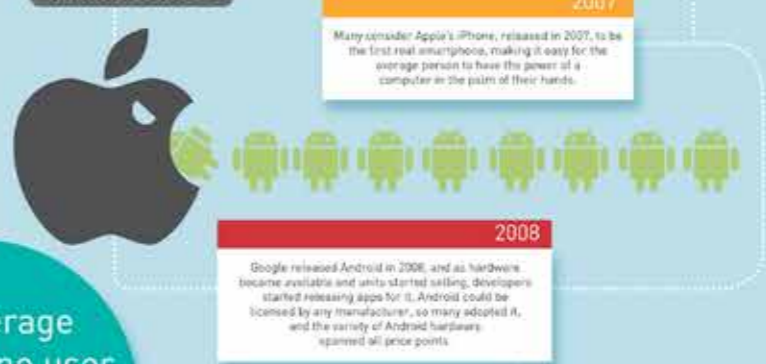 2007
Many consider Apple's iPhone, released in 2007, to be
the first real smartphone, making it easy for the
average person to have the power of a
computer in the palm of their hands.
2008
Google released Android in 2008, and as hardware
became available and units started selling, developers
started releasing apps for it. Android could be
licensed by any manufacturer, so many adopted it,
and the variety of Android hardware
spanned all price points
erage
ne user